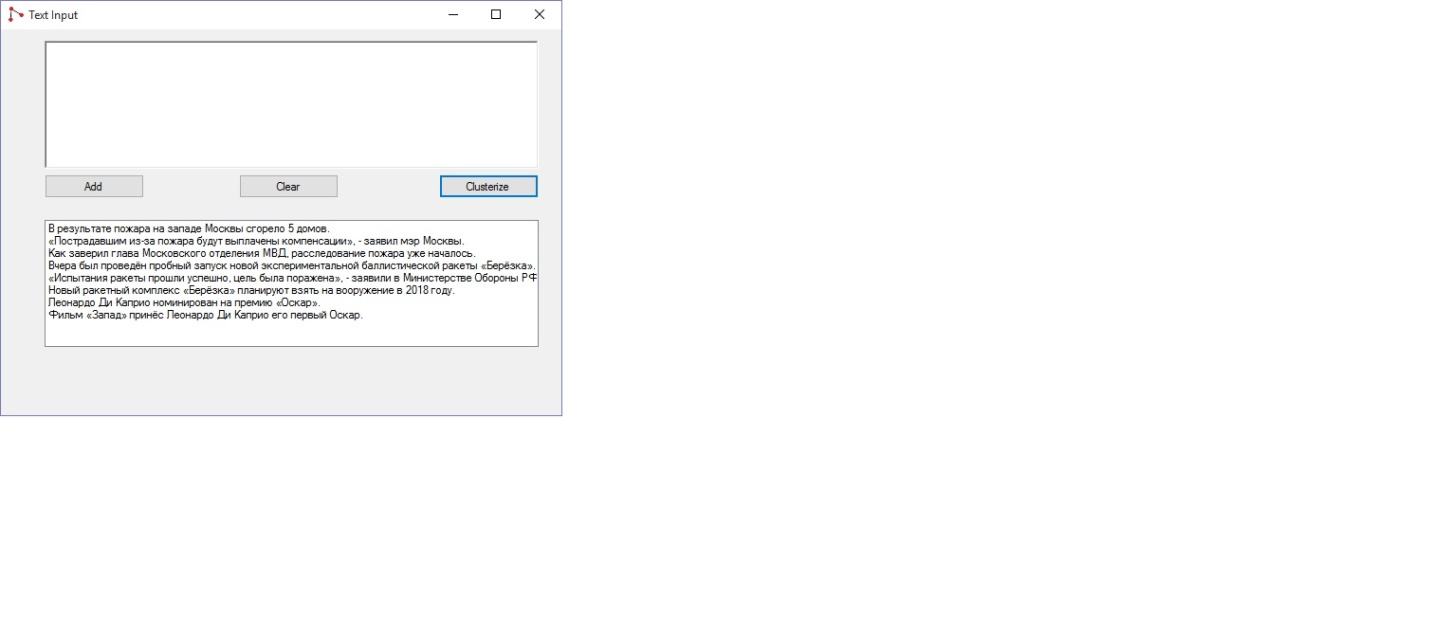 Text Input
Add Clear Clusterize
В результате пожара на западе Москвы сгорело 5 домов.
«Пострадавшим из-за пожара будут выплачены компенсации», - заявил мэр Москвы.
Как заверил глава Московского отделения МВД, расследование пожара уже началось.
Вчера был проведён пробный запуск новой экспериментальной баллистической ракеты «Берёзка».
«Испытания ракеты прошли успешно, цель была поражена», - заявили в Министерстве Обороны РФ
Новый ракетный комплекс «Берёзка» планируют взять на вооружение в 2018 году.
Леонардо Ди Каприо номинирован на премию «Оскар».
Фильм «Запад» принёс Леонардо Ди Каприо его первый Оскар.